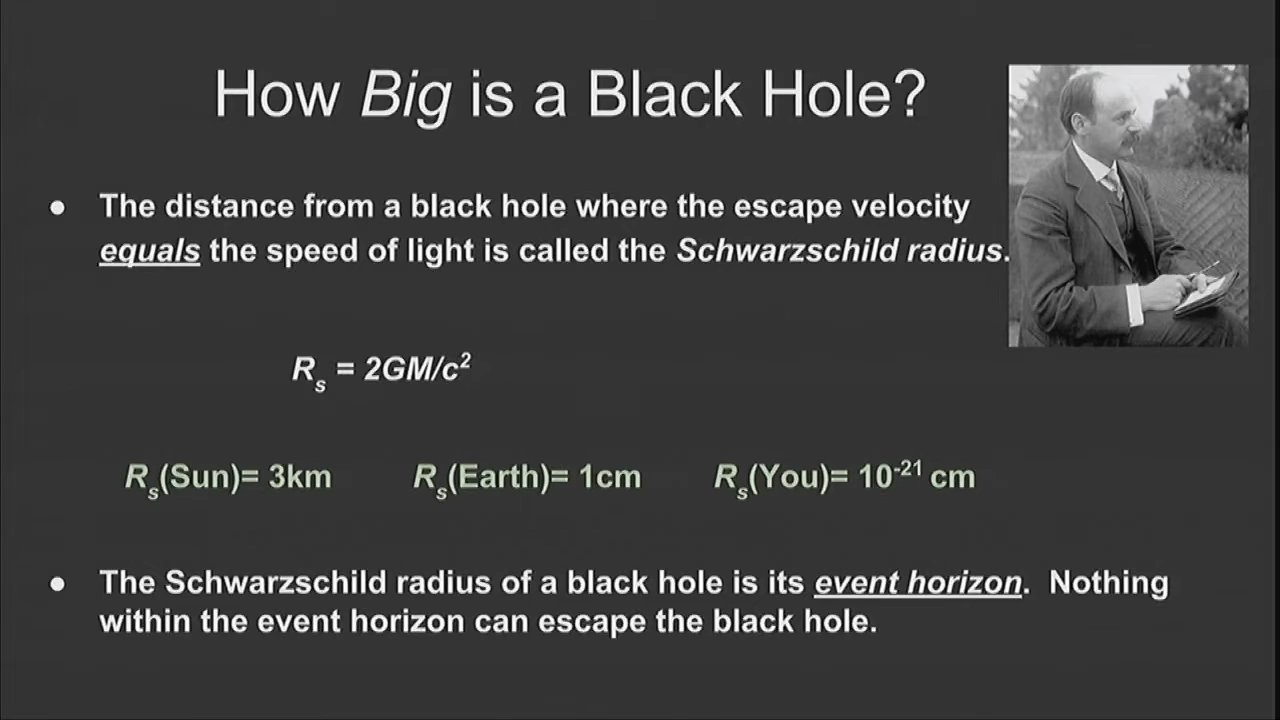 How Big is a Black Hole?
● The distance from a black hole where the escape velocity
equals the speed of light is called the Schwarzschild radius.
Rₛ = 2GM/c²
Rₛ(Sun)= 3km Rₛ(Earth)= 1cm Rₛ(You)= 10⁻²¹ cm
● The Schwarzschild radius of a black hole is its event horizon. Nothing
within the event horizon can escape the black hole.